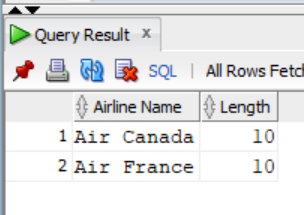 Query Result x
SQL | All Rows Fetch
Airline Name Length
1 Air Canada 10
2 Air France 10